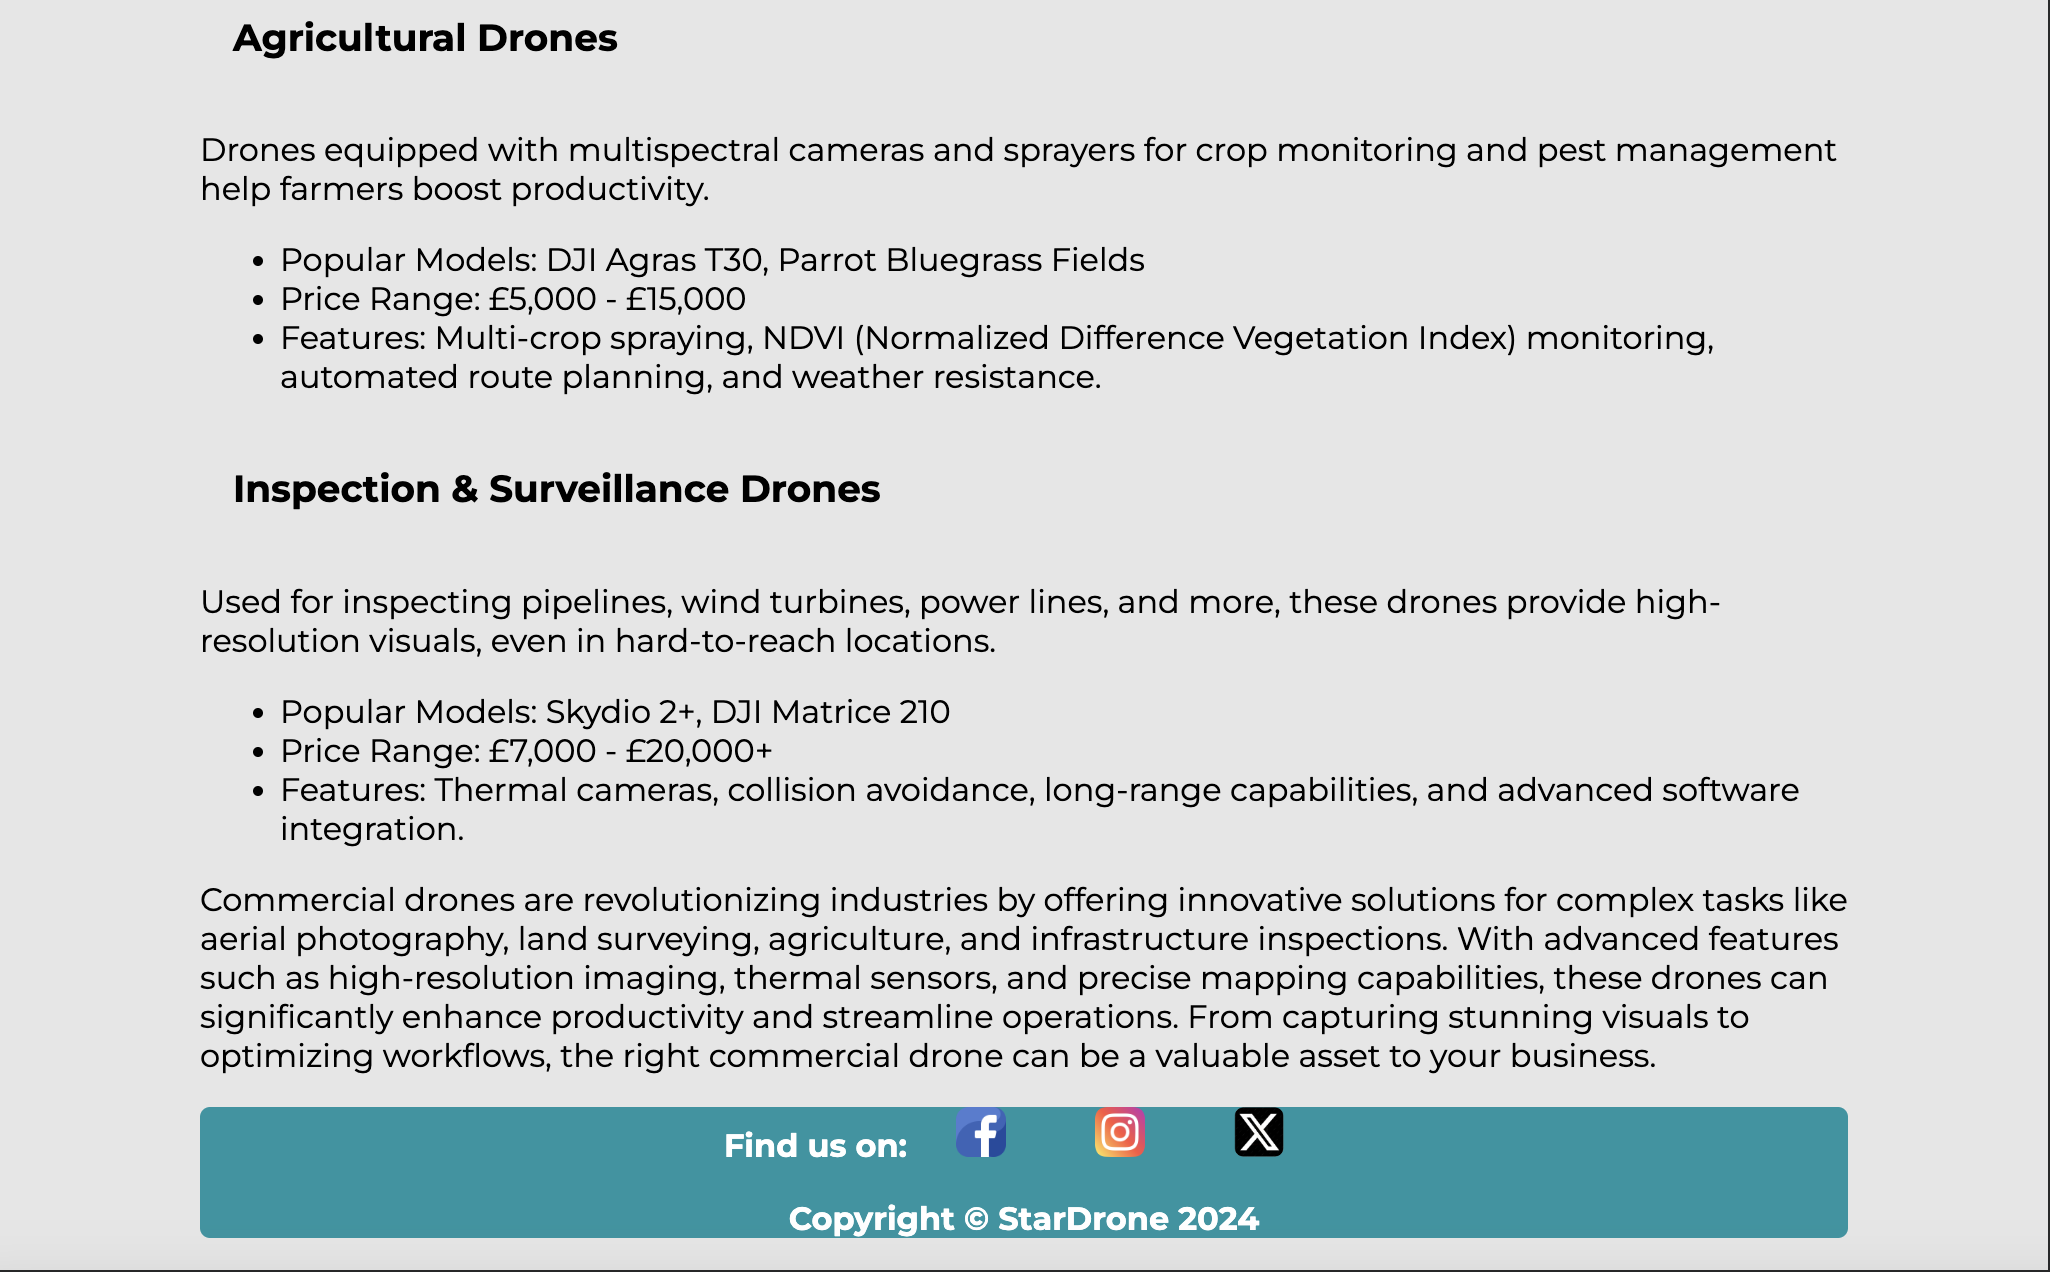 Agricultural Drones
Drones equipped with multispectral cameras and sprayers for crop monitoring and pest management
help farmers boost productivity.
• Popular Models: DJI Agras T30, Parrot Bluegrass Fields
• Price Range: £5,000 - £15,000
• Features: Multi-crop spraying, NDVI (Normalized Difference Vegetation Index) monitoring,
automated route planning, and weather resistance.
Inspection & Surveillance Drones
Used for inspecting pipelines, wind turbines, power lines, and more, these drones provide high-
resolution visuals, even in hard-to-reach locations.
• Popular Models: Skydio 2+, DJI Matrice 210
• Price Range: £7,000 - £20,000+
• Features: Thermal cameras, collision avoidance, long-range capabilities, and advanced software
integration.
Commercial drones are revolutionizing industries by offering innovative solutions for complex tasks like
aerial photography, land surveying, agriculture, and infrastructure inspections. With advanced features
such as high-resolution imaging, thermal sensors, and precise mapping capabilities, these drones can
significantly enhance productivity and streamline operations. From capturing stunning visuals to
optimizing workflows, the right commercial drone can be a valuable asset to your business.
Find us on:
Copyright © StarDrone 2024